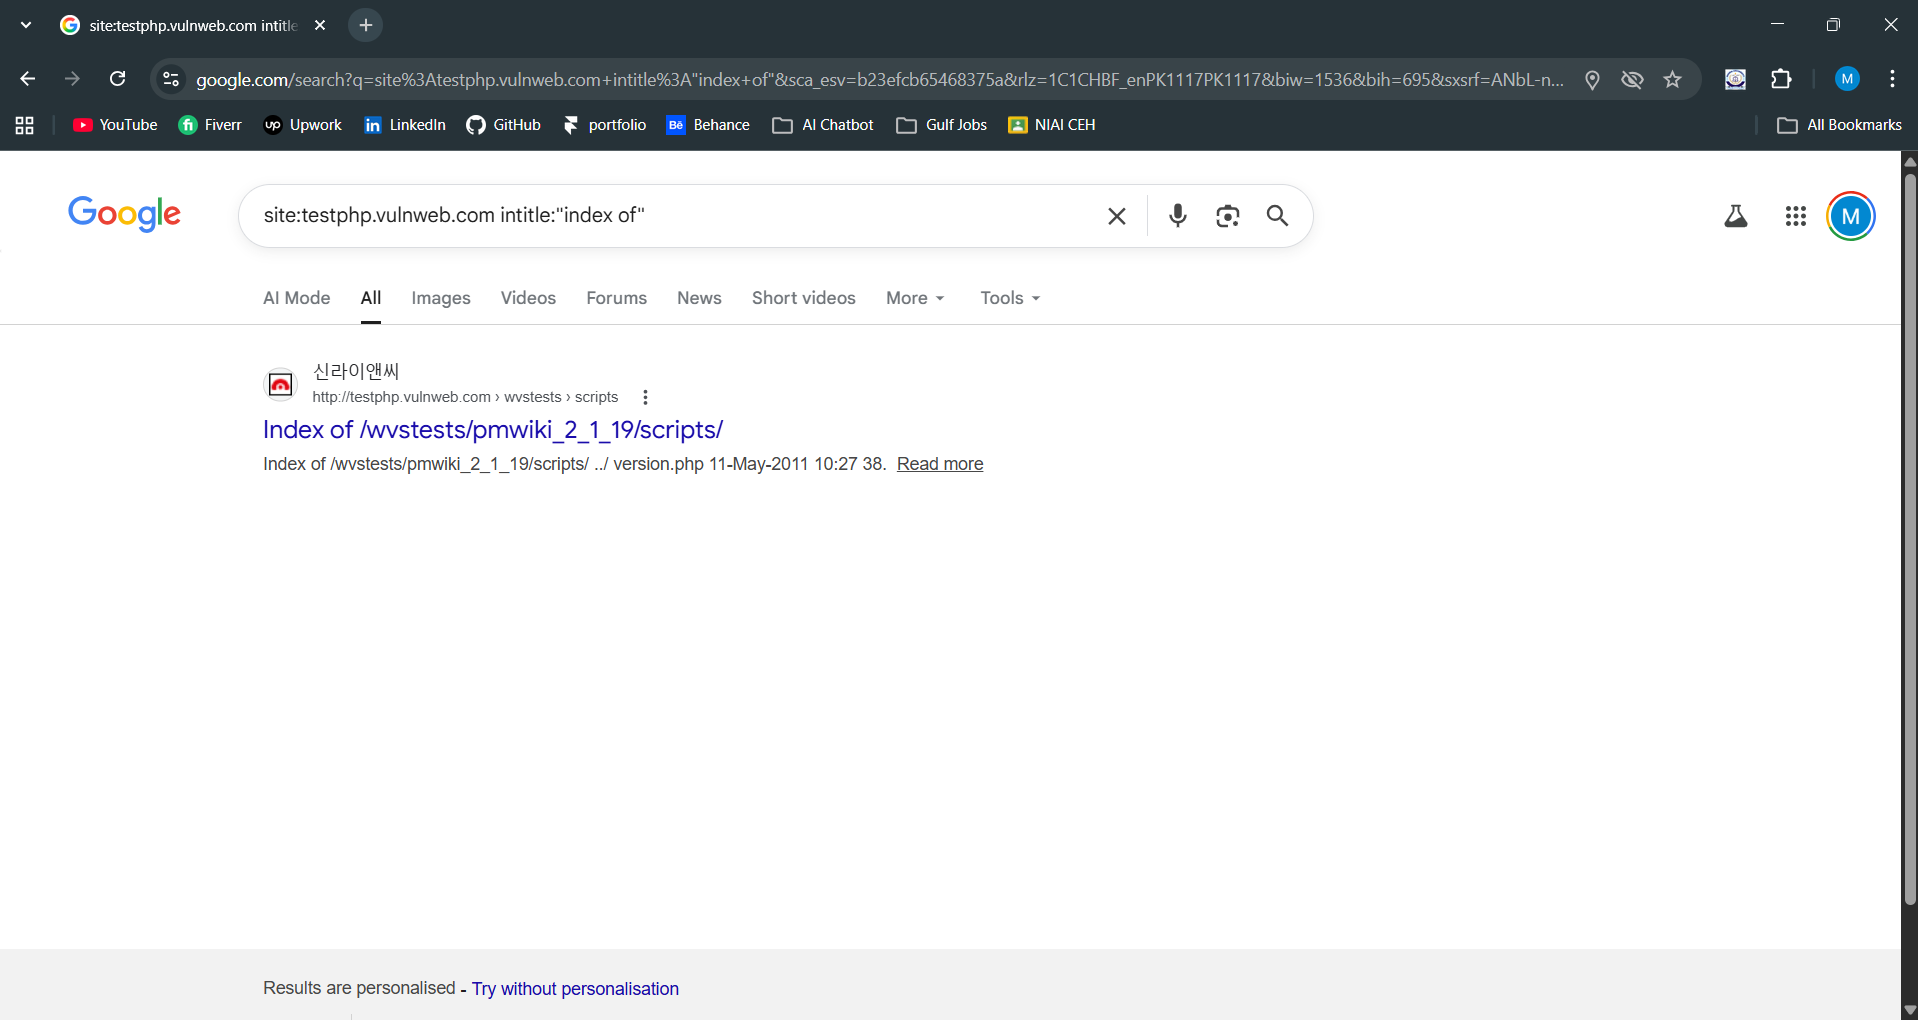 site:testphp.vulnweb.com intitle
google.com/search?q=site%3Atestphp.vulnweb.com+intitle%3A"index+of"&sca_esv=b23efcb65468375a&rlz=1C1CHBF_enPK1117PK1117&biw=1536&bih=695&sxsrf=ANbL-n...
M
YouTube Fiverr up Upwork in LinkedIn GitHub portfolio Bē Behance AI Chatbot Gulf Jobs NIAI CEH All Bookmarks
Google site:testphp.vulnweb.com intitle:"index of" M
AI Mode All Images Videos Forums News Short videos More Tools
신라이앤씨
http://testphp.vulnweb.com › wvstests › scripts
Index of /wvstests/pmwiki_2_1_19/scripts/
Index of /wvstests/pmwiki_2_1_19/scripts/ ../ version.php 11-May-2011 10:27 38. Read more
Results are personalised - Try without personalisation